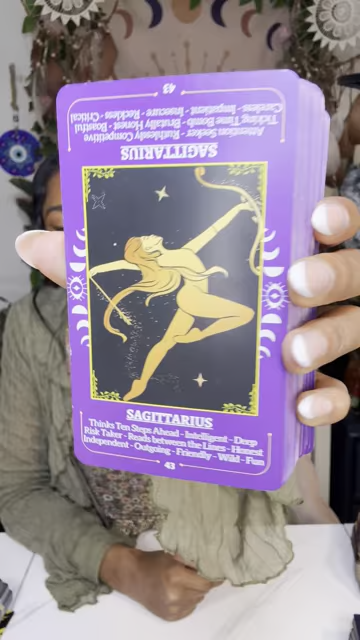 43
Careless - Impatient - Insecure - Reckless - Critical
Ticking Time Bomb - Brutally Honest - Boastful
Attention Seeker - Ruthlessly Competitive
SAGITTARIUS
SAGITTARIUS
Thinks Ten Steps Ahead - Intelligent - Deep
Risk Taker - Reads between the Lines - Honest
Independent - Outgoing - Friendly - Wild - Fun
43